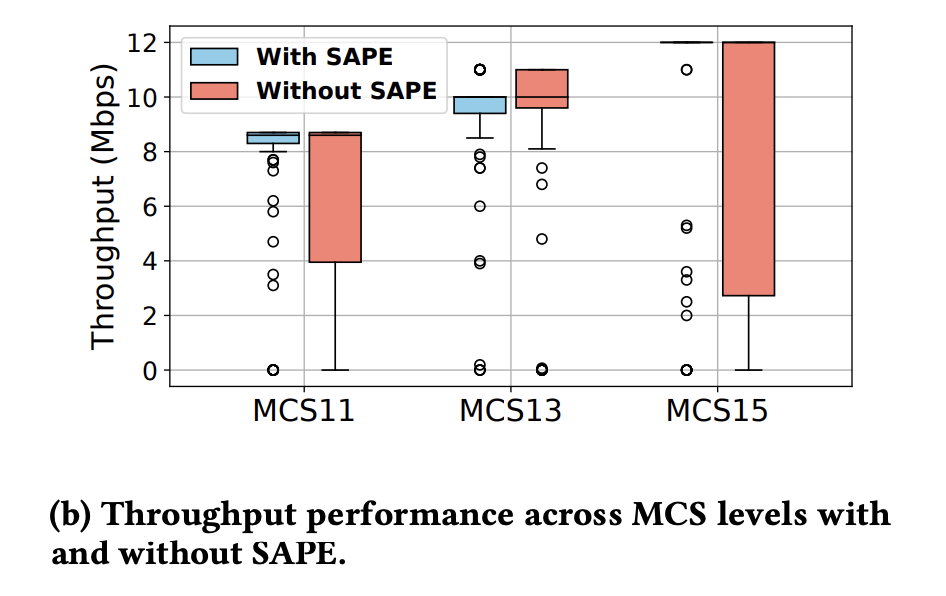 Throughput (Mbps)
12
10
8
6
4
2
0
With SAPE
Without SAPE
MCS11 MCS13 MCS15
(b) Throughput performance across MCS levels with
and without SAPE.